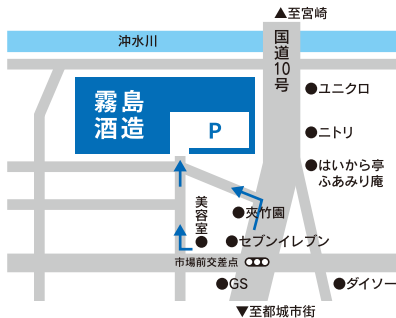 ▲至宮崎
沖水川
国道10号
霧島
酒造
P
●ユニクロ
●ニトリ
●はいから亭
ふあみり庵
美容室
●夾竹園
●セブンイレブン
市場前交差点
●GS
●ダイソー
▼至都城市街